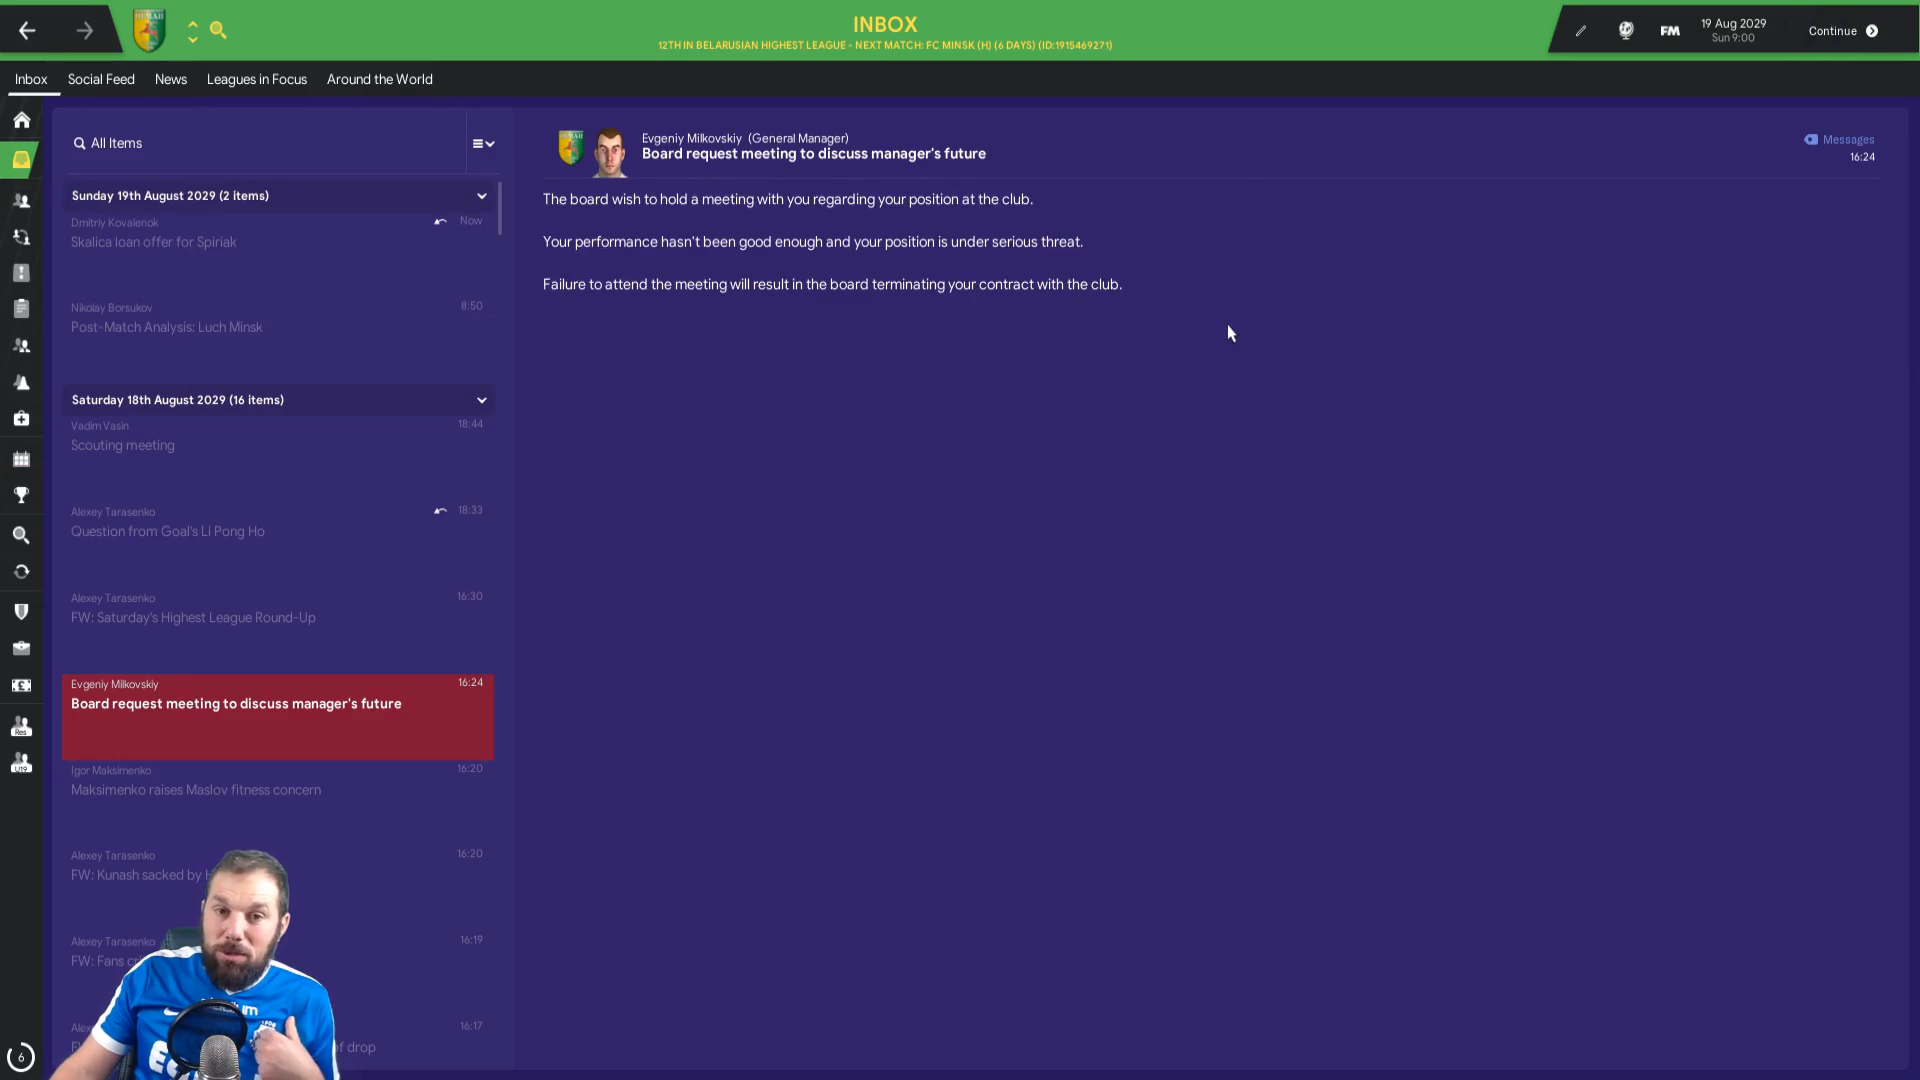 INBOX
12TH IN BELARUSIAN HIGHEST LEAGUE - NEXT MATCH: FC MINSK (H) (6 DAYS) (ID:1915469271)
FM
19 Aug 2029
Sun 9:00
Continue
Inbox
Social Feed
News
Leagues in Focus
Around the World
All Items
Sunday 19th August 2029 (2 items)
Dmitriy Kovalenok
Now
Skalica loan offer for Spiriak
Nikolay Borsukov
8:50
Post-Match Analysis: Luch Minsk
Saturday 18th August 2029 (16 items)
Vadim Vasin
18:44
Scouting meeting
Alexey Tarasenko
18:33
Question from Goal's Li Pong Ho
Alexey Tarasenko
16:30
FW: Saturday's Highest League Round-Up
Evgeniy Milkovskiy
16:24
Board request meeting to discuss manager's future
Igor Maksimenko
16:20
Maksimenko raises Maslov fitness concern
Alexey Tarasenko
16:20
FW: Kunash sacked by
Alexey Tarasenko
16:19
FW: Fans
16:17
of drop
Evgeniy Milkovskiy (General Manager)
Board request meeting to discuss manager's future
Messages
16:24
The board wish to hold a meeting with you regarding your position at the club.
Your performance hasn't been good enough and your position is under serious threat.
Failure to attend the meeting will result in the board terminating your contract with the club.
Res
U19
6